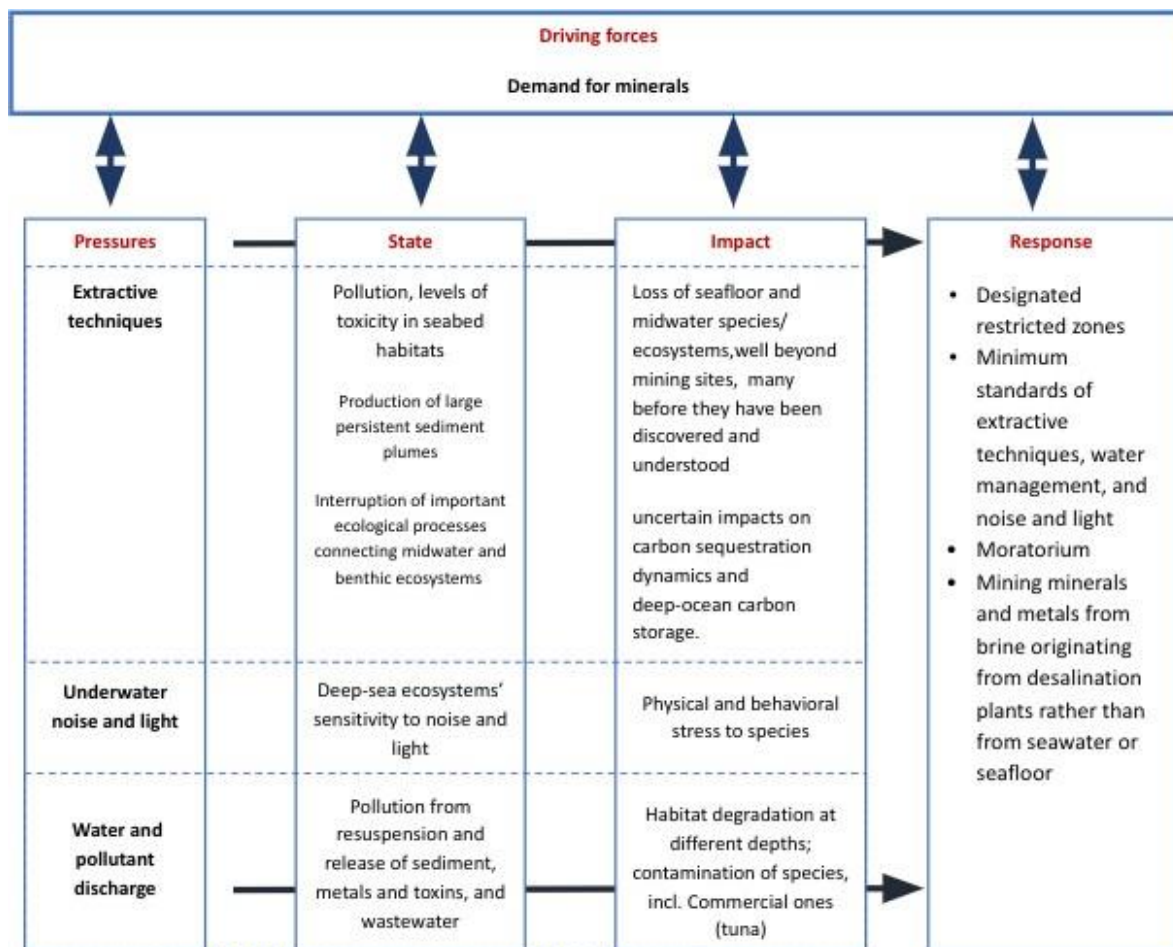 Driving forces
Demand for minerals
Pressures
State
Impact
Response
Extractive
techniques
Pollution, levels of
toxicity in seabed
habitats
Production of large
persistent sediment
plumes
Interruption of important
ecological processes
connecting midwater and
benthic ecosystems
Loss of seafloor and
midwater species/
ecosystems,well beyond
mining sites, many
before they have been
discovered and
understood
uncertain impacts on
carbon sequestration
dynamics and
deep-ocean carbon
storage.
• Designated
restricted zones
• Minimum
standards of
extractive
techniques, water
management, and
noise and light
• Moratorium
• Mining minerals
and metals from
brine originating
from desalination
plants rather than
from seawater or
seafloor
Underwater
noise and light
Deep-sea ecosystems’
sensitivity to noise and
light
Physical and behavioral
stress to species
Water and
pollutant
discharge
Pollution from
resuspension and
release of sediment,
metals and toxins, and
wastewater
Habitat degradation at
different depths;
contamination of species,
incl. Commercial ones
(tuna)